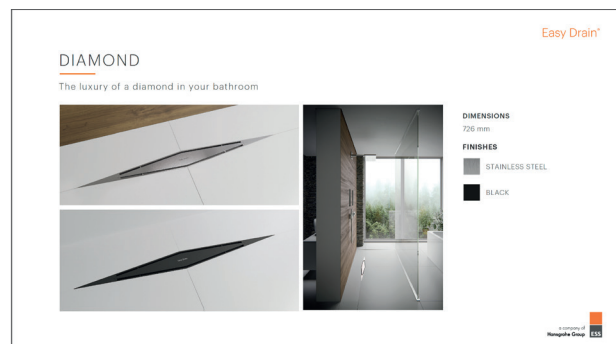 Easy Drain®
DIAMOND
The luxury of a diamond in your bathroom
DIMENSIONS
726 mm
FINISHES
STAINLESS STEEL
BLACK
a company of
Hansgrohe Group
ESS